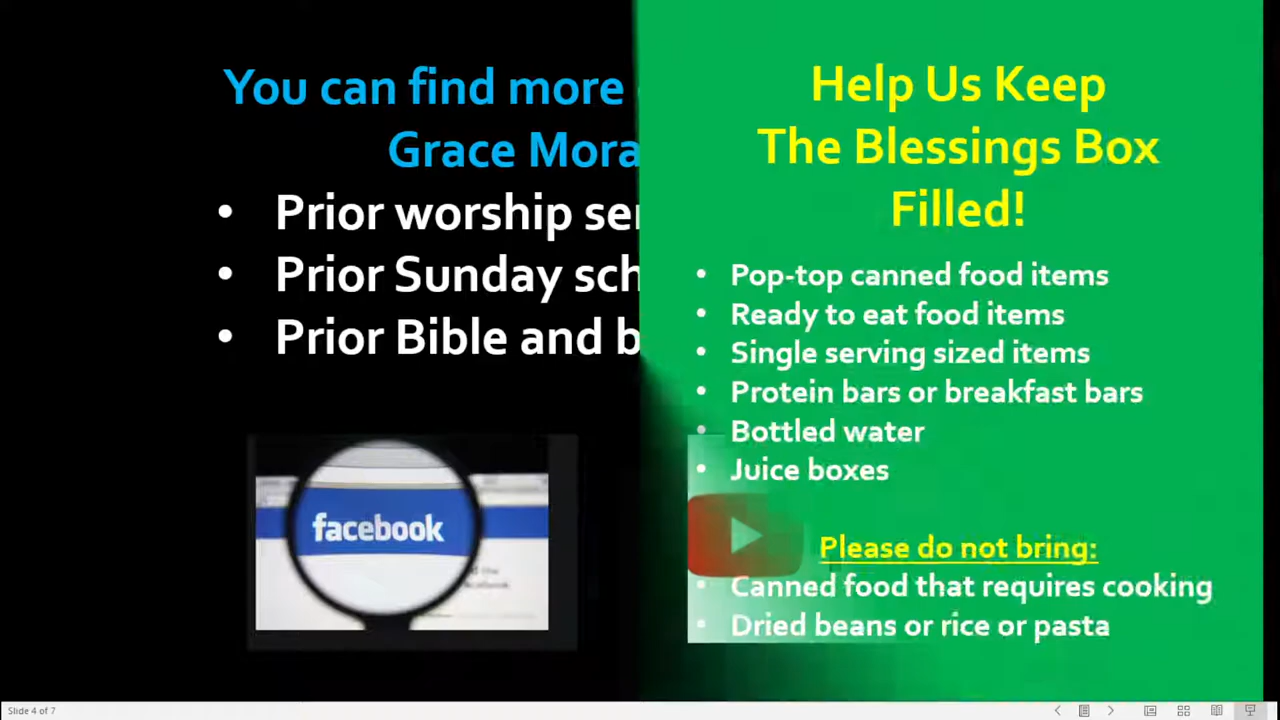 You can find more
Grace Mora
• Prior worship ser
• Prior Sunday sch
• Prior Bible and b
facebook
Help Us Keep
The Blessings Box
Filled!
• Pop-top canned food items
• Ready to eat food items
• Single serving sized items
• Protein bars or breakfast bars
• Bottled water
• Juice boxes
Please do not bring:
• Canned food that requires cooking
• Dried beans or rice or pasta
Slide 4 of 7